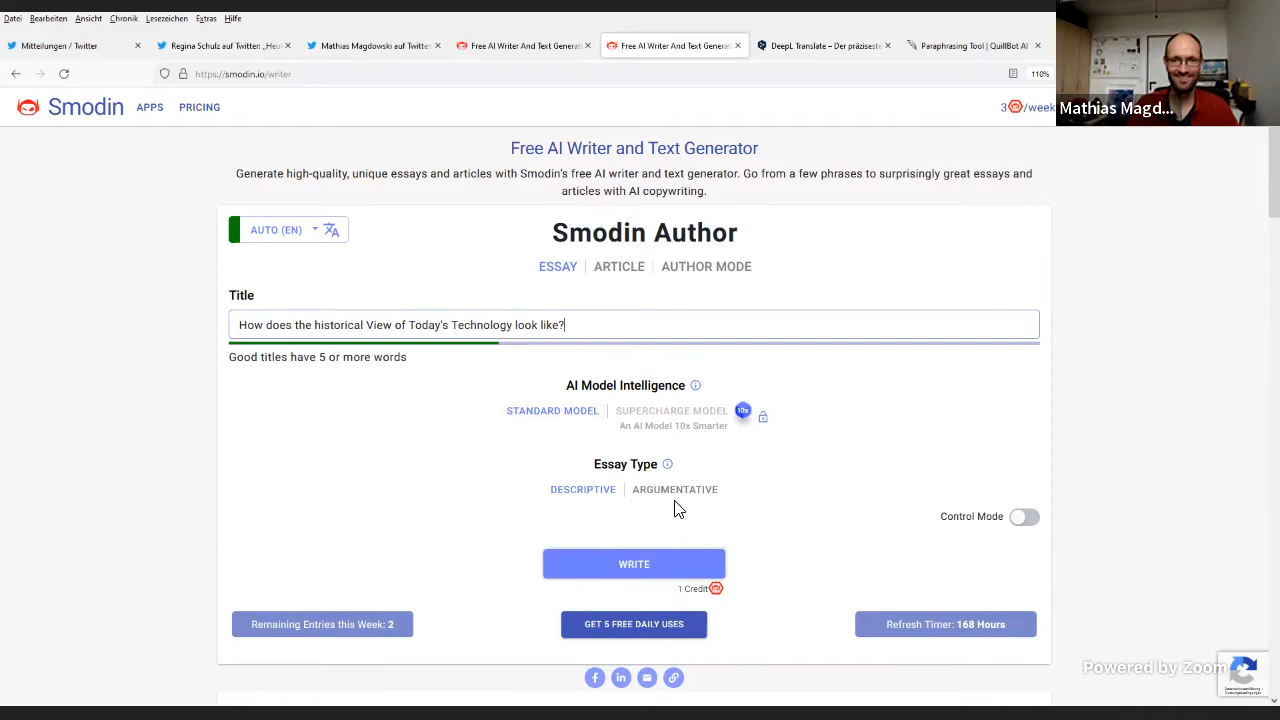 Datei Bearbeiten Ansicht Chronik Lesezeichen Extras Hilfe
Mitteilungen / Twitter
Regina Schulz auf Twitter: „Heut
Mathias Magdowski auf Twitter
Free AI Writer And Text Generat
Free AI Writer And Text Generat
DeepL Translate – Der präziseste
Paraphrasing Tool | QuillBot AI
https://smodin.io/writer
110%
Smodin APPS PRICING
3 /week
Mathias Magd...
Free AI Writer and Text Generator
Generate high-quality, unique essays and articles with Smodin's free AI writer and text generator. Go from a few phrases to surprisingly great essays and
articles with AI copywriting.
AUTO (EN)
Smodin Author
ESSAY ARTICLE AUTHOR MODE
Title
How does the historical View of Today's Technology look like?
Good titles have 5 or more words
AI Model Intelligence
STANDARD MODEL SUPERCHARGE MODEL 10x
An AI Model 10x Smarter
Essay Type
DESCRIPTIVE ARGUMENTATIVE
Control Mode
WRITE
1 Credit
Remaining Entries this Week: 2
GET 5 FREE DAILY USES
Refresh Timer: 168 Hours
Powered by Zoom